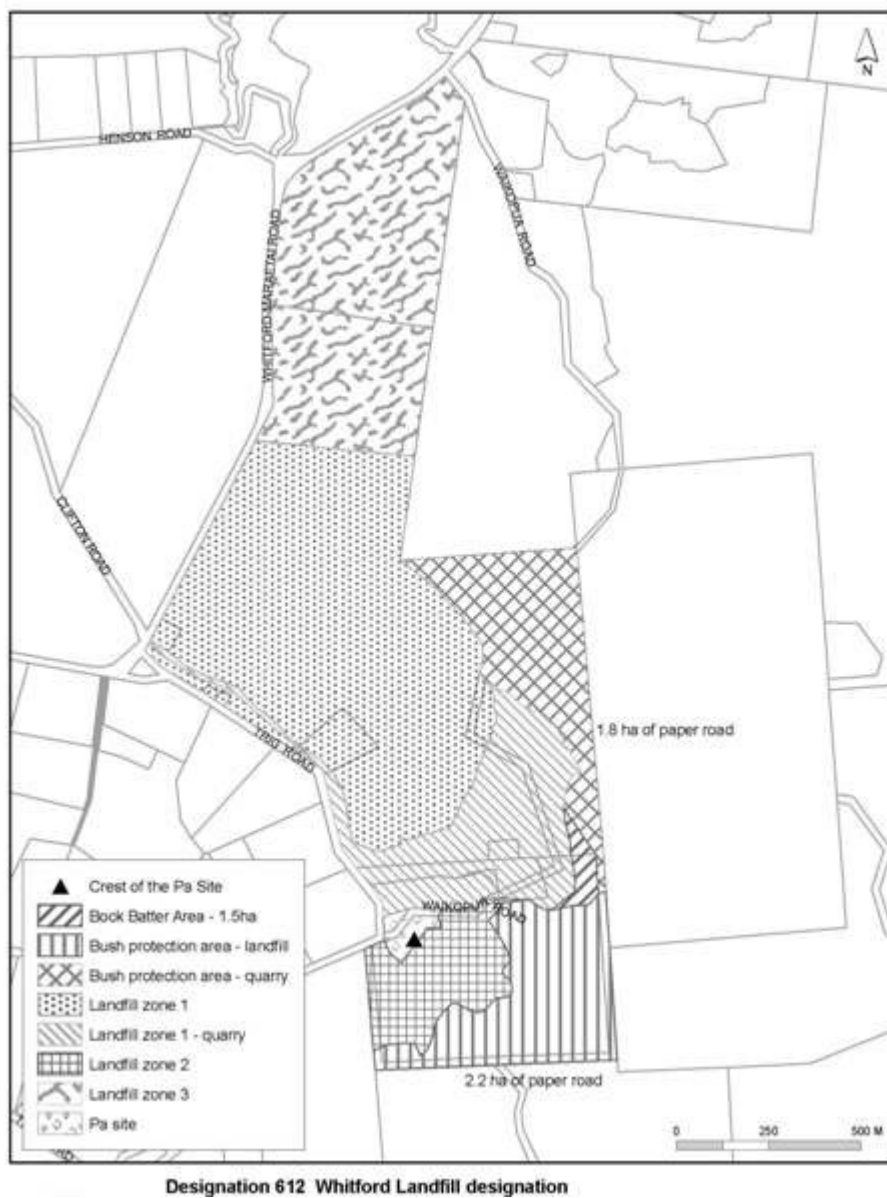 N
HENSON ROAD
WAIKOPUA ROAD
WHITFORD-MARAETAI ROAD
CLIFTON ROAD
1.8 ha of paper road
TRIG ROAD
WAIKOPUA ROAD
Crest of the Pa Site
Bock Batter Area - 1.5ha
Bush protection area - landfill
Bush protection area - quarry
Landfill zone 1
Landfill zone 1 - quarry
Landfill zone 2
Landfill zone 3
Pa site
2.2 ha of paper road
0 250 500 M
Designation 612 Whitford Landfill designation